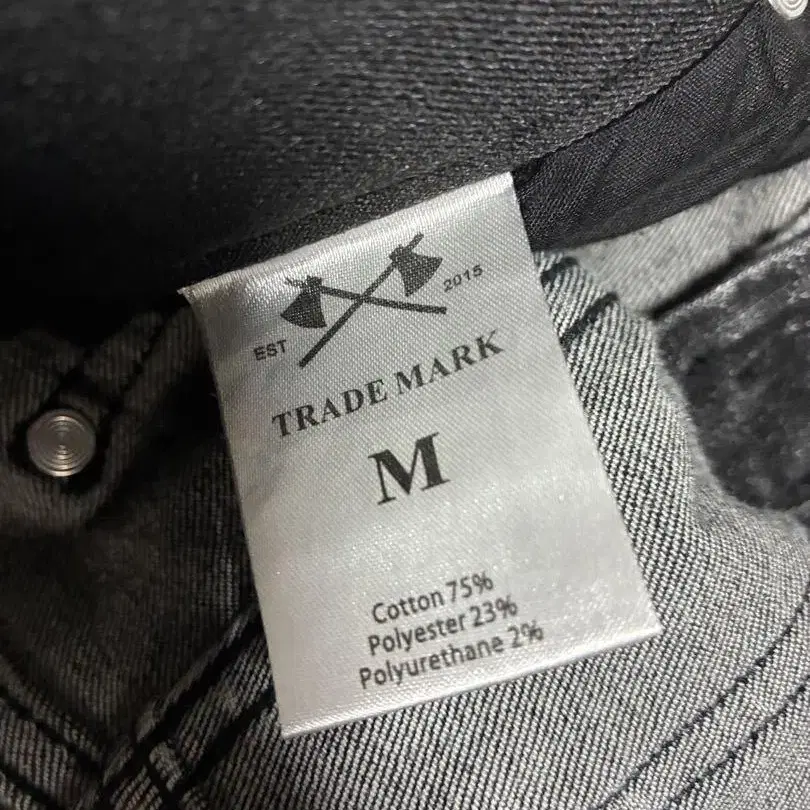 EST 2015
TRADE MARK
M
Cotton 75%
Polyester 23%
Polyurethane 2%